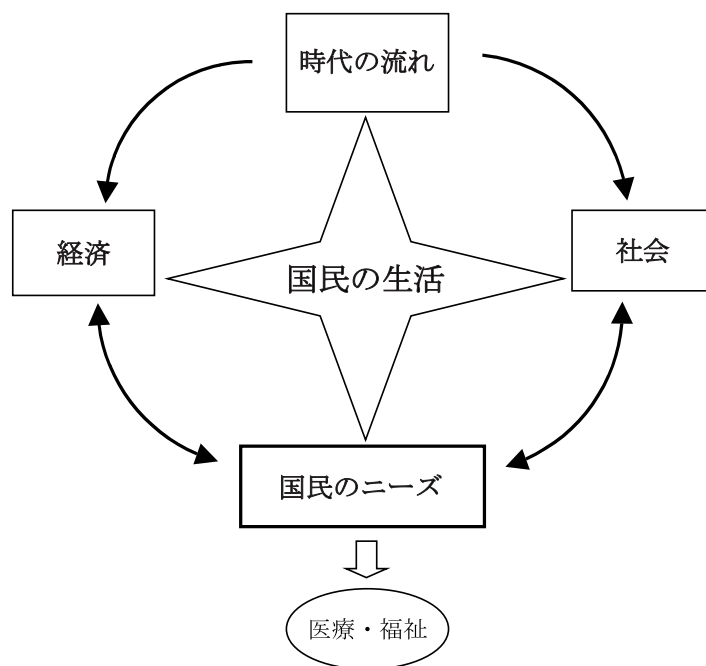 時代の流れ
経済
国民の生活
社会
国民のニーズ
医療・福祉